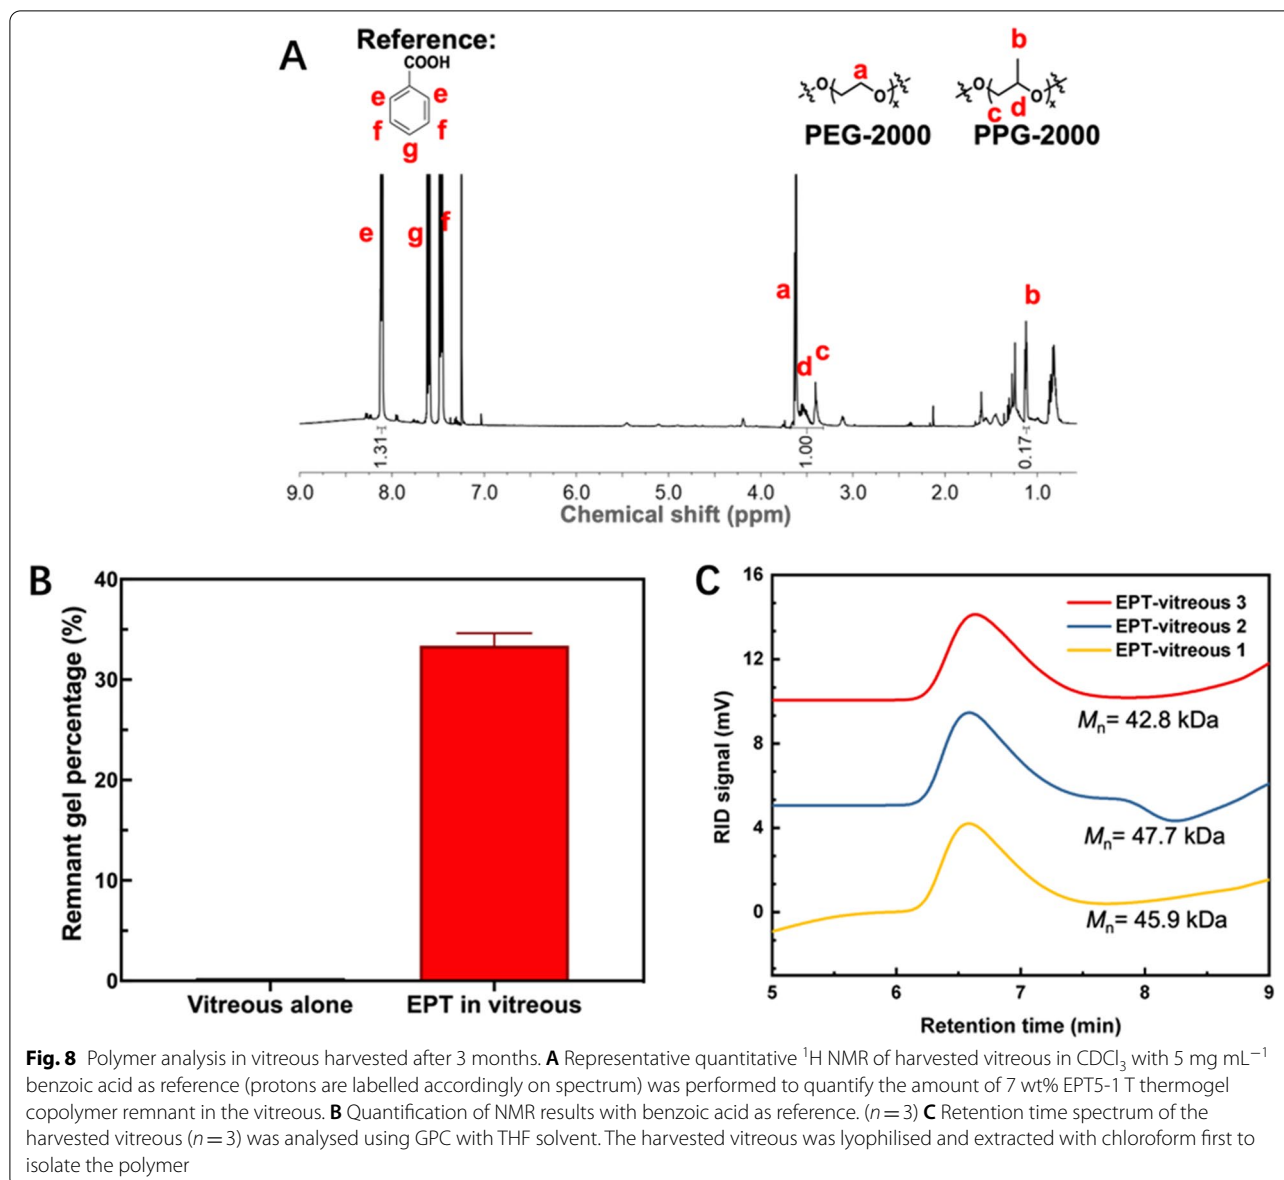 A
Reference:
COOH
e e
f f
g
b
a
O O x
O O x
c d
PEG-2000 PPG-2000
e g f
a
d c
b
1.31 1.00 0.17
9.0 8.0 7.0 6.0 5.0 4.0 3.0 2.0 1.0
Chemical shift (ppm)
B
Remnant gel percentage (%)
40
30
20
10
0
Vitreous alone EPT in vitreous
C
RID signal (mV)
16
12
8
4
0
EPT-vitreous 3
EPT-vitreous 2
EPT-vitreous 1
Mn= 42.8 kDa
Mn= 47.7 kDa
Mn= 45.9 kDa
5 6 7 8 9
Retention time (min)
Fig. 8 Polymer analysis in vitreous harvested after 3 months. A Representative quantitative ¹H NMR of harvested vitreous in CDCl₃ with 5 mg mL⁻¹
benzoic acid as reference (protons are labelled accordingly on spectrum) was performed to quantify the amount of 7 wt% EPT5-1 T thermogel
copolymer remnant in the vitreous. B Quantification of NMR results with benzoic acid as reference. (n = 3) C Retention time spectrum of the
harvested vitreous (n = 3) was analysed using GPC with THF solvent. The harvested vitreous was lyophilised and extracted with chloroform first to
isolate the polymer